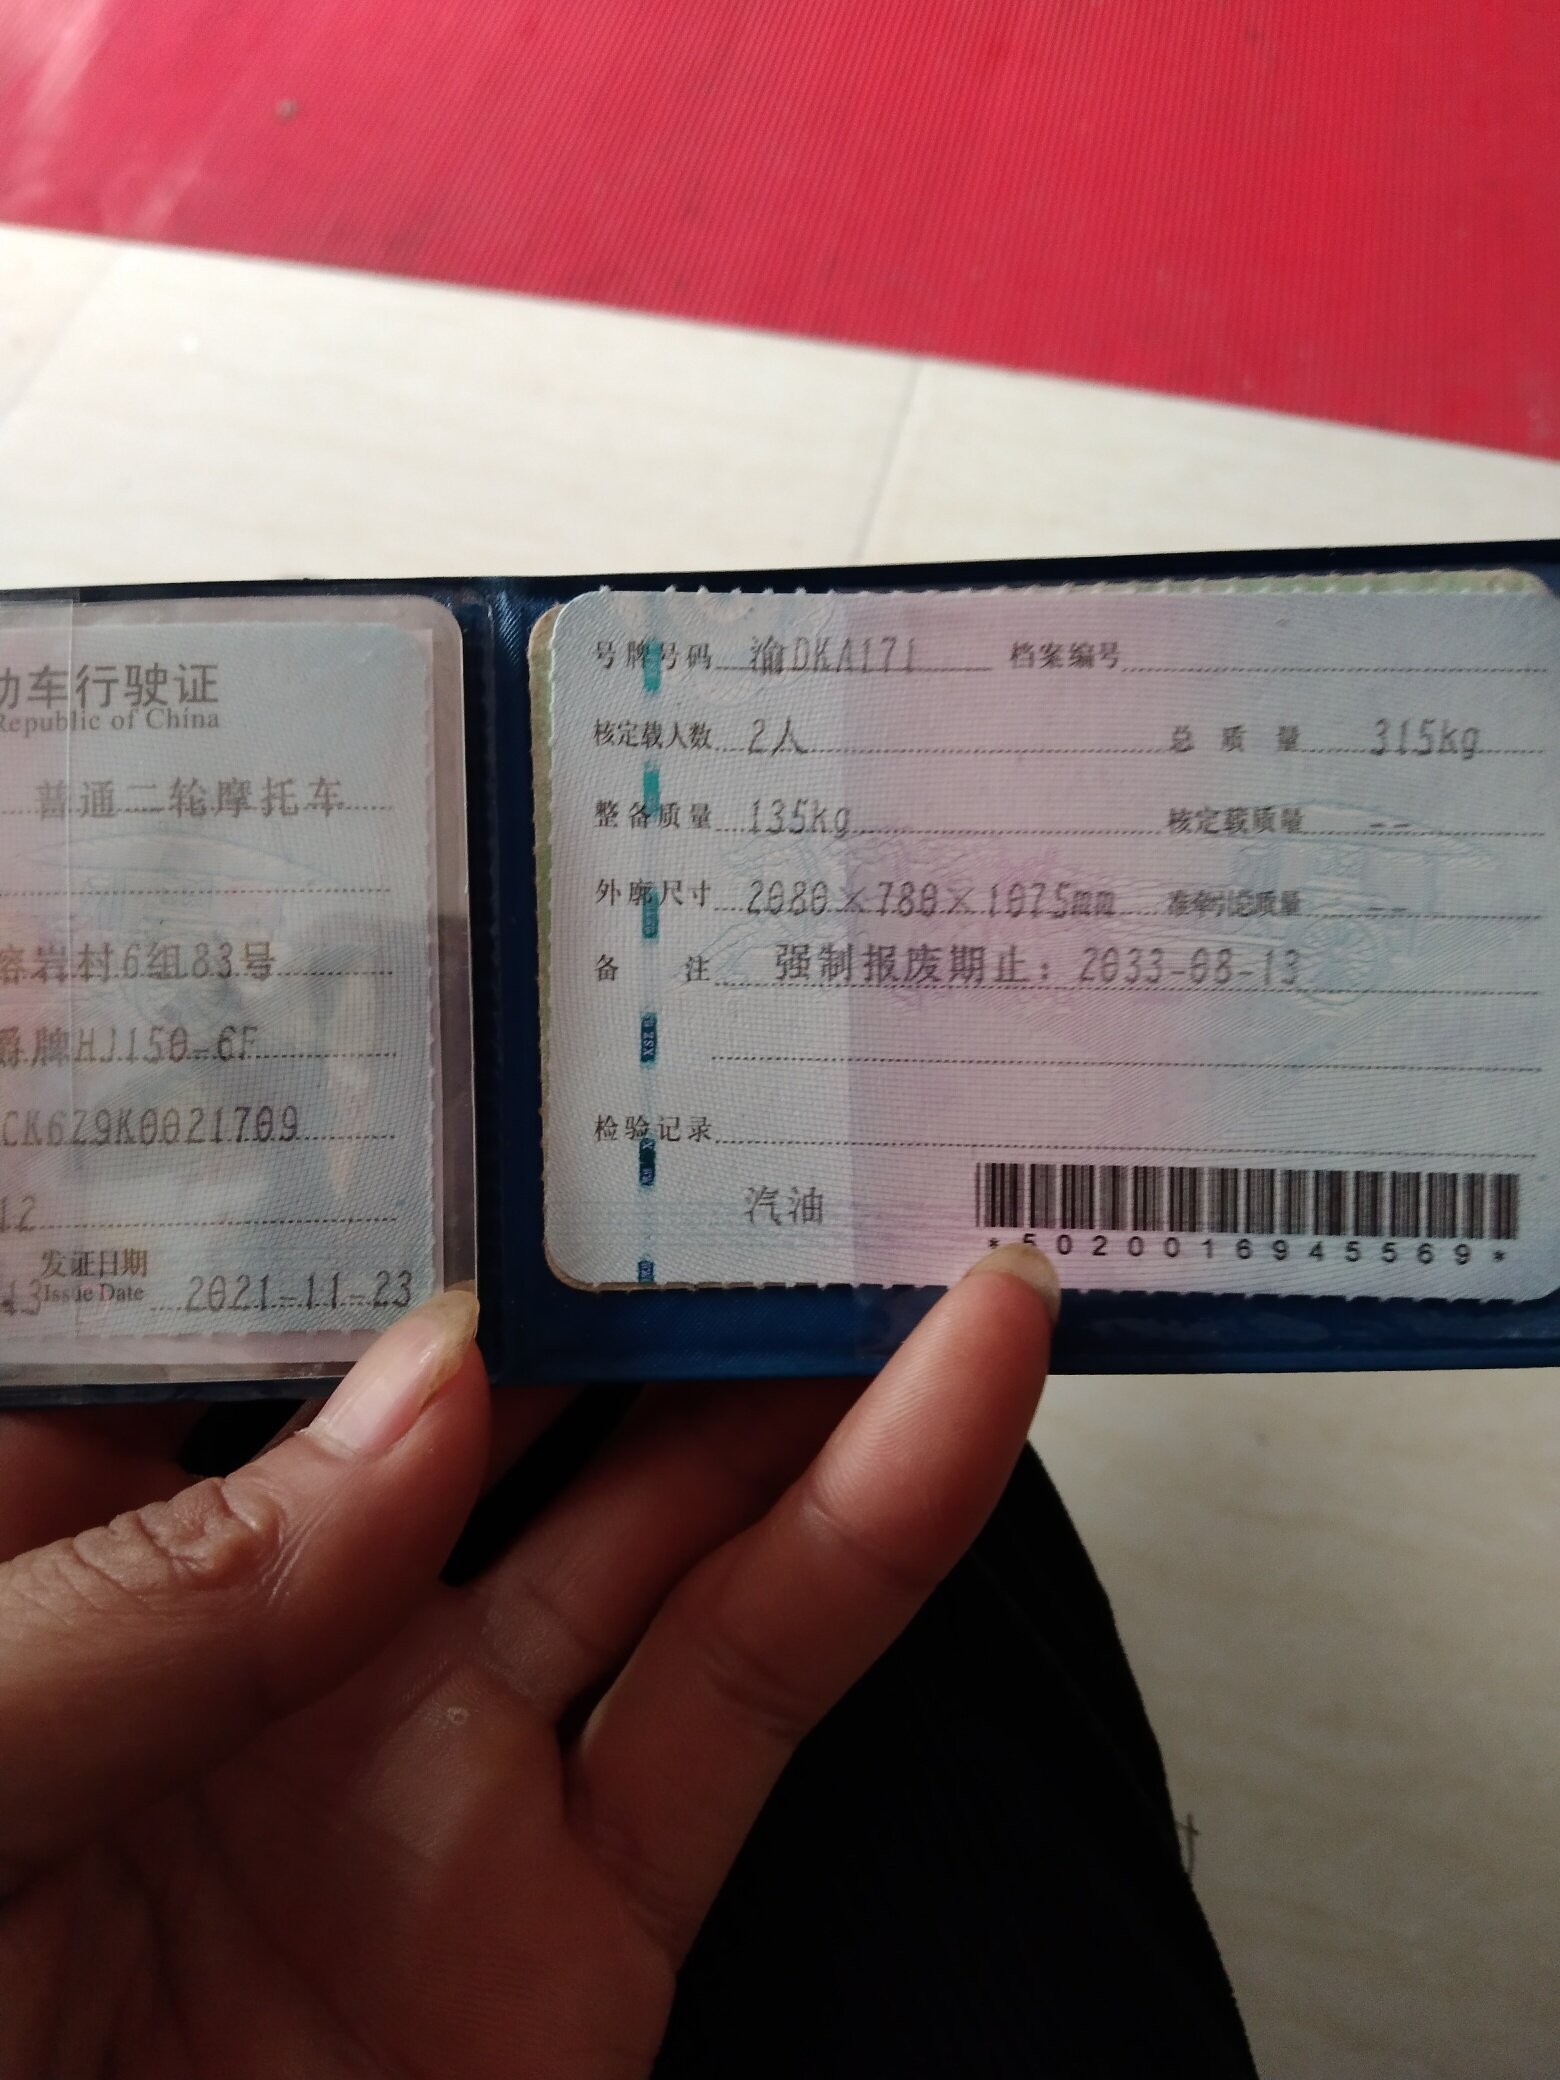 动车行驶证
Republic of China
普通二轮摩托车
溶岩村6组83号
爵牌HJ150-6F
CK6Z9K0021709
12
发证日期
13 Issue Date 2021-11-23
号牌号码 渝DKA171 档案编号
核定载人数 2人 总质量 315kg
整备质量 135kg 核定载质量 --
外廓尺寸 2080×780×1075mm 准牵引总质量 --
备注 强制报废期止：2033-08-13
检验记录
汽油
*5020016945569*